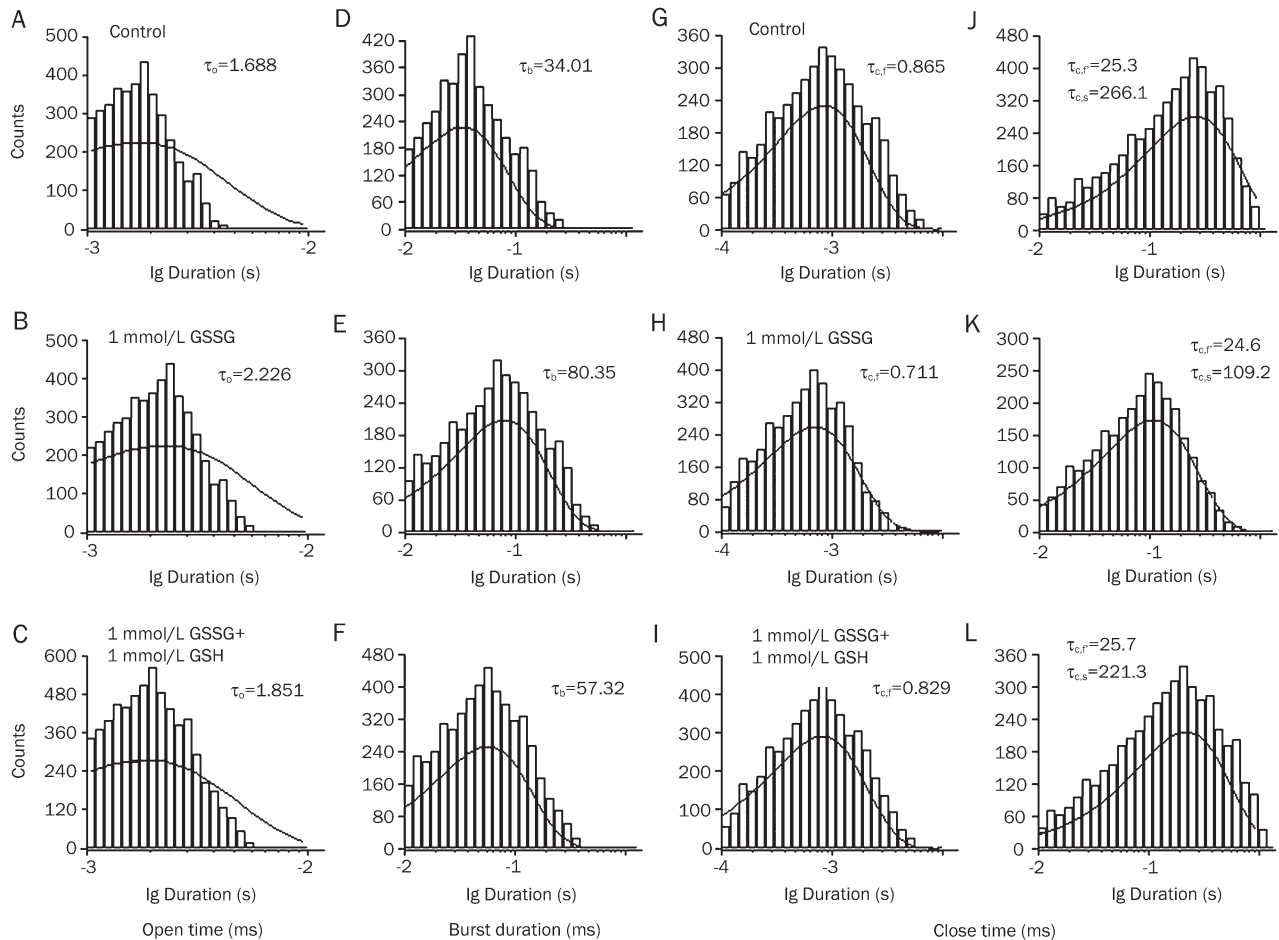 A
Control
τo=1.688
500
400
300
200
100
0
Counts
-3
-2
lg Duration (s)
D
τb=34.01
420
360
300
240
180
120
60
0
-2
-1
lg Duration (s)
G
Control
τc,f=0.865
360
300
240
180
120
60
0
-4
-3
lg Duration (s)
J
τc,f'=25.3
τc,s=266.1
480
400
320
240
160
80
0
-2
-1
lg Duration (s)
B
1 mmol/L GSSG
τo=2.226
500
400
300
200
100
0
Counts
-3
-2
lg Duration (s)
E
τb=80.35
360
300
240
180
120
60
0
-2
-1
lg Duration (s)
H
1 mmol/L GSSG
τc,f=0.711
480
400
320
240
160
80
0
-4
-3
lg Duration (s)
K
τc,f'=24.6
τc,s=109.2
300
250
200
150
100
50
0
-2
-1
lg Duration (s)
C
1 mmol/L GSSG+
1 mmol/L GSH
τo=1.851
600
480
360
240
120
0
Counts
-3
-2
lg Duration (s)
F
τb=57.32
480
400
320
240
160
80
0
-2
-1
lg Duration (s)
I
1 mmol/L GSSG+
1 mmol/L GSH
τc,f=0.829
500
400
300
200
100
0
-4
-3
lg Duration (s)
L
τc,f'=25.7
τc,s=221.3
360
300
240
180
120
60
0
-2
-1
lg Duration (s)
Open time (ms)
Burst duration (ms)
Close time (ms)